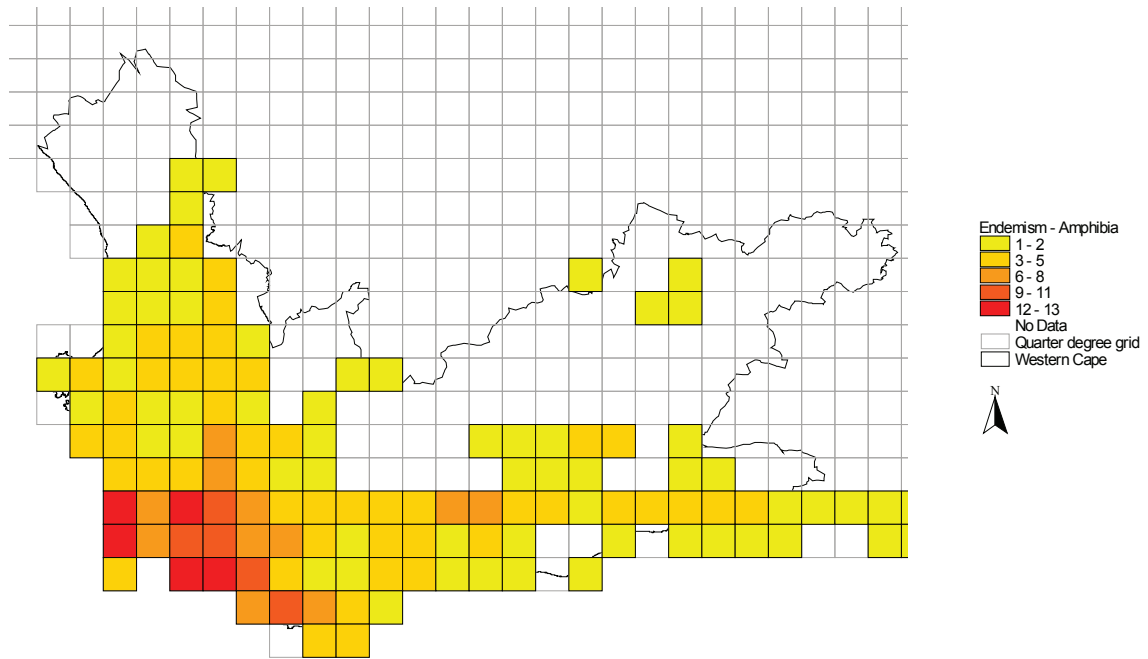 Endemism - Amphibia
1 - 2
3 - 5
6 - 8
9 - 11
12 - 13
No Data
Quarter degree grid
Western Cape
N